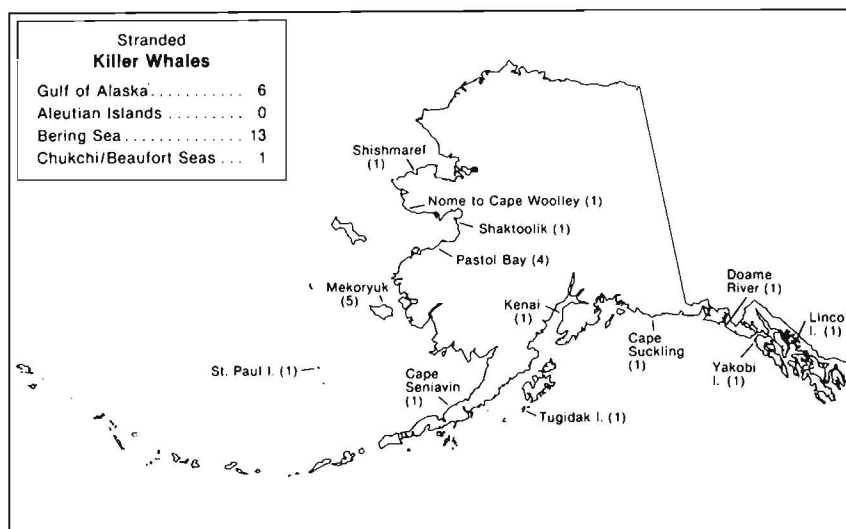 Stranded
Killer Whales
Gulf of Alaska........... 6
Aleutian Islands ......... 0
Bering Sea .............. 13
Chukchi/Beaufort Seas ... 1
Shishmaref
(1)
Nome to Cape Woolley (1)
Shaktoolik (1)
Pastol Bay (4)
Mekoryuk
(5)
Kenai
(1)
Doame
River (1)
Linco
I. (1)
Cape
Suckling
(1)
Yakobi
I. (1)
St. Paul I. (1)
Cape
Seniavin
(1)
Tugidak I. (1)